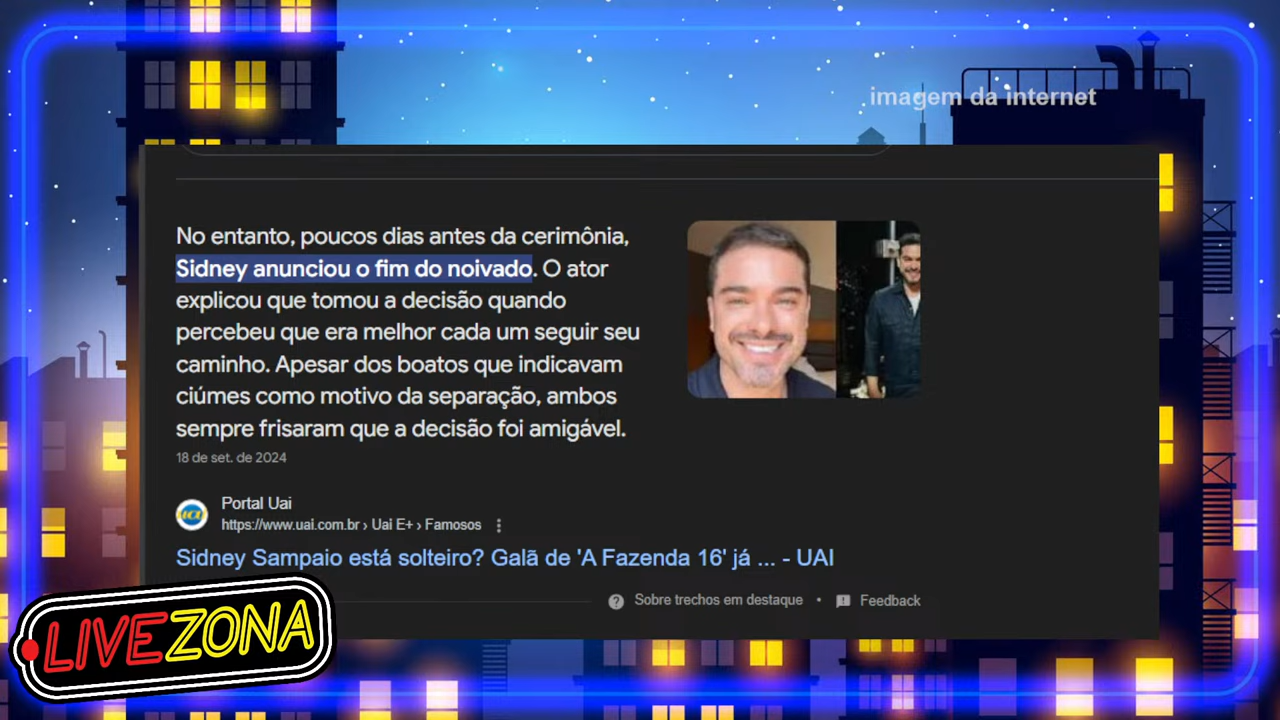 imagem da internet
No entanto, poucos dias antes da cerimônia,
Sidney anunciou o fim do noivado. O ator
explicou que tomou a decisão quando
percebeu que era melhor cada um seguir seu
caminho. Apesar dos boatos que indicavam
ciúmes como motivo da separação, ambos
sempre frisaram que a decisão foi amigável.
18 de set. de 2024
uai
Portal Uai
https://www.uai.com.br › Uai E+ › Famosos
Sidney Sampaio está solteiro? Galã de 'A Fazenda 16' já ... - UAI
Sobre trechos em destaque • Feedback
LIVEZONA